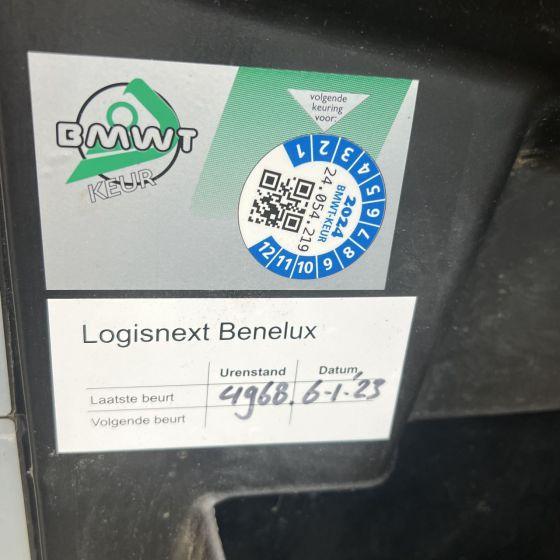 BMWT
KEUR
volgende
keuring
voor:
1 2 3 4 5 6 7 8 9 10 11 12
2024
BMWT-KEUR
24.054.219
Logisnext Benelux
Urenstand Datum
Laatste beurt 4968 6-1-23
Volgende beurt